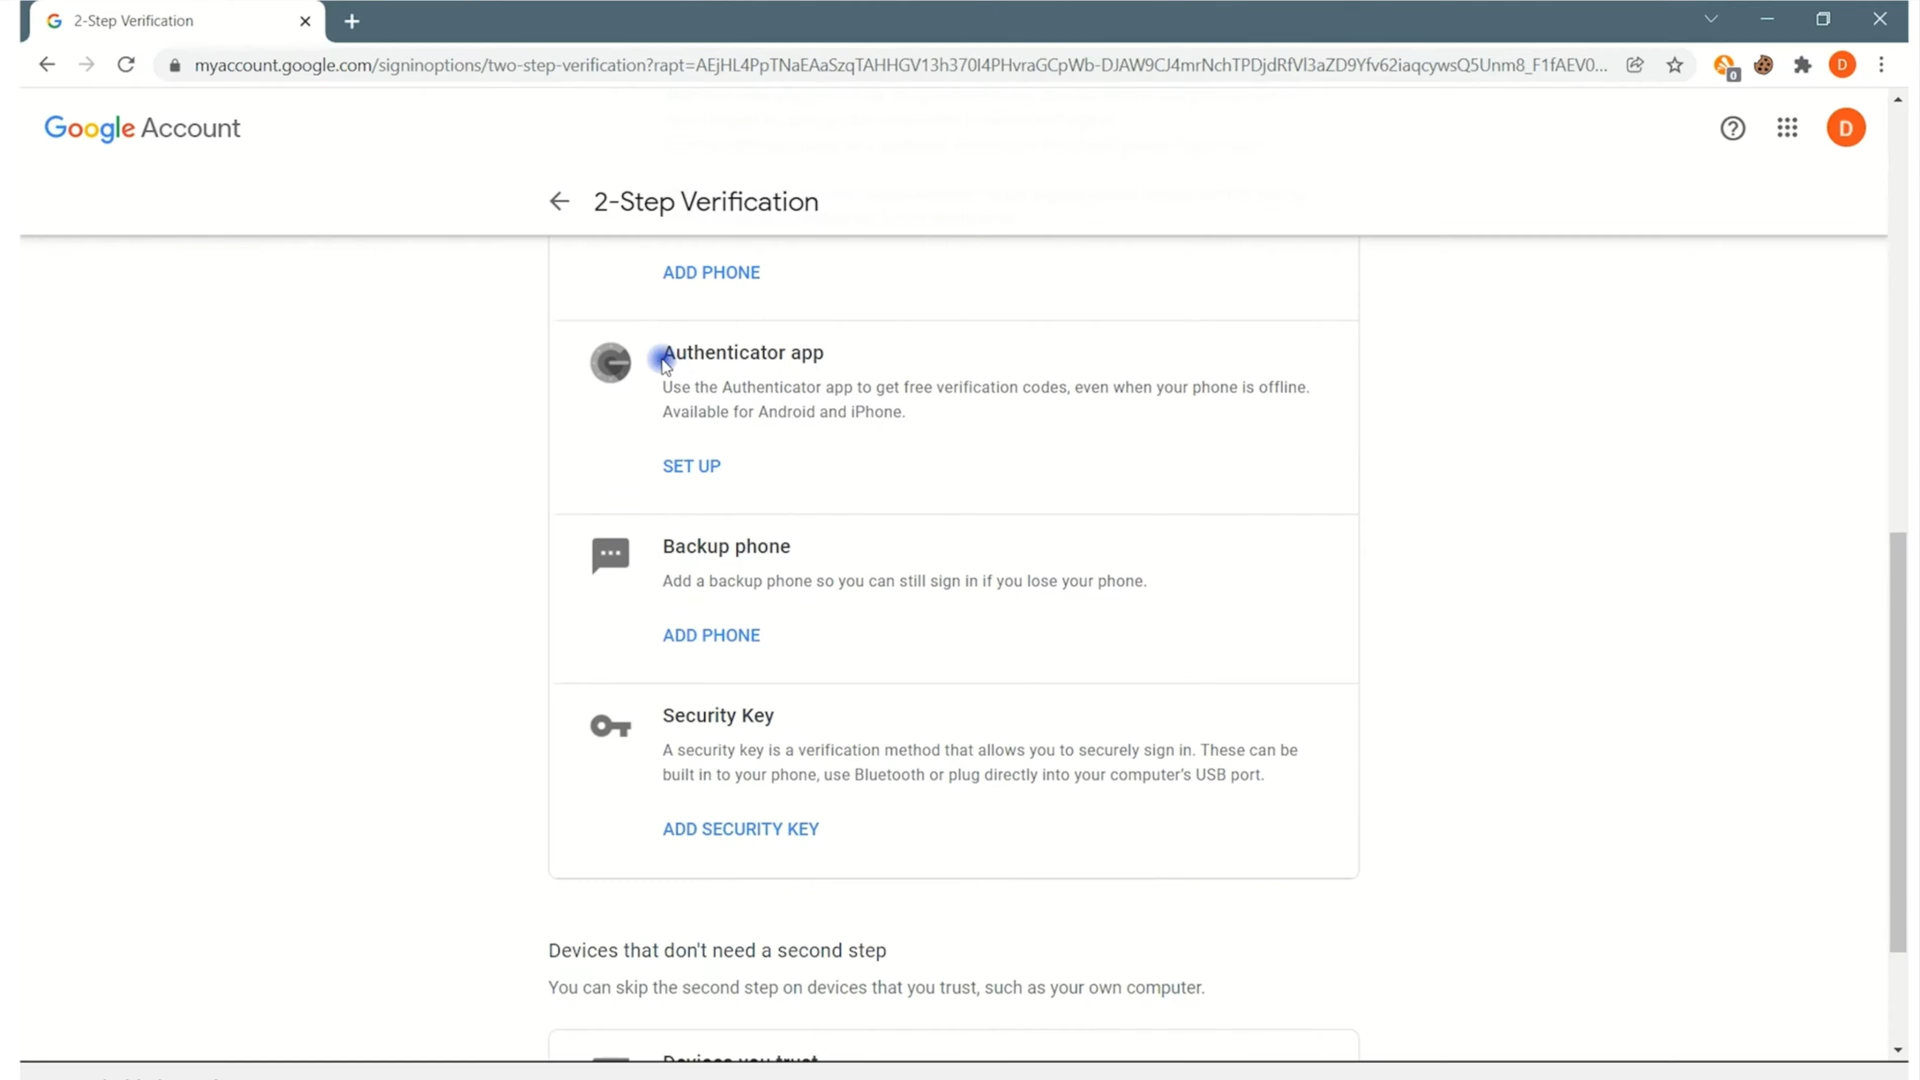 2-Step Verification
myaccount.google.com/signinoptions/two-step-verification?rapt=AEjHL4PpTNaEAaSzqTAHHGV13h370I4PHvraGCpWb-DJAW9CJ4mrNchTPDjdRfVl3aZD9Yfv62iaqcywsQ5Unm8_F1fAEV0...
0
D
Google Account
D
2-Step Verification
ADD PHONE
Authenticator app
Use the Authenticator app to get free verification codes, even when your phone is offline.
Available for Android and iPhone.
SET UP
Backup phone
Add a backup phone so you can still sign in if you lose your phone.
ADD PHONE
Security Key
A security key is a verification method that allows you to securely sign in. These can be
built in to your phone, use Bluetooth or plug directly into your computer's USB port.
ADD SECURITY KEY
Devices that don't need a second step
You can skip the second step on devices that you trust, such as your own computer.
Devices you trust